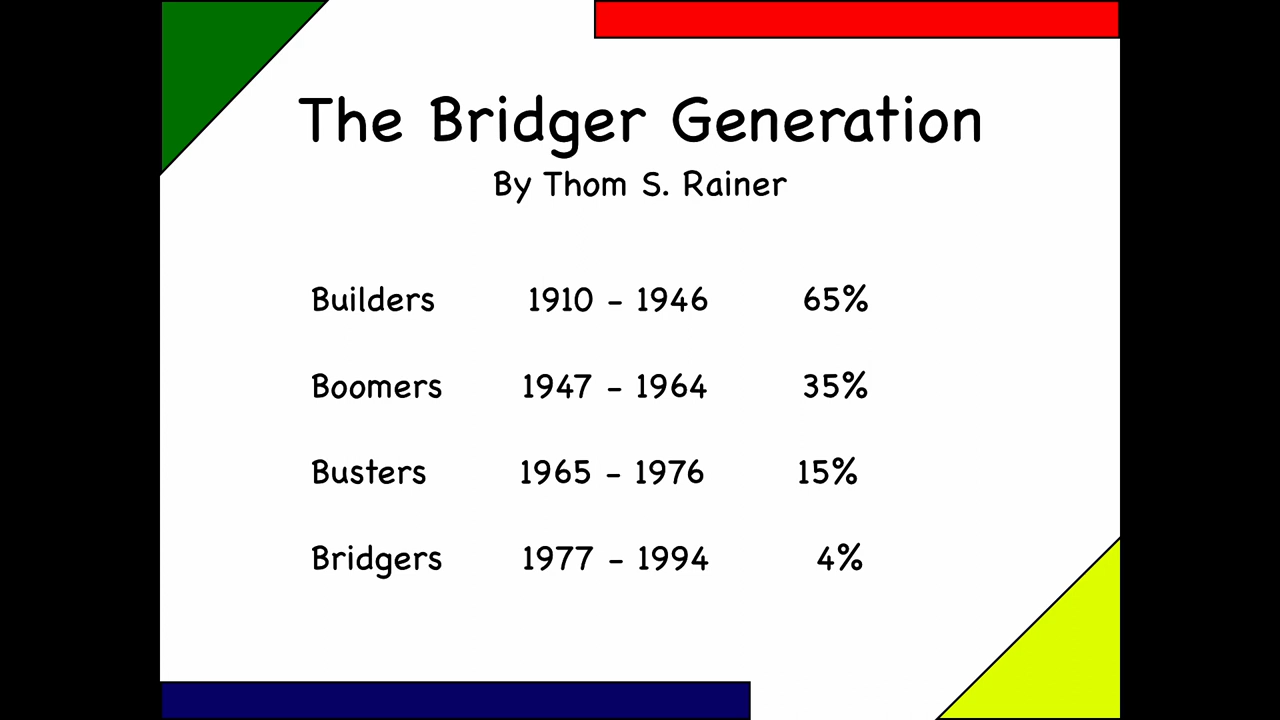 The Bridger Generation
By Thom S. Rainer
Builders 1910 - 1946 65%
Boomers 1947 - 1964 35%
Busters 1965 - 1976 15%
Bridgers 1977 - 1994 4%